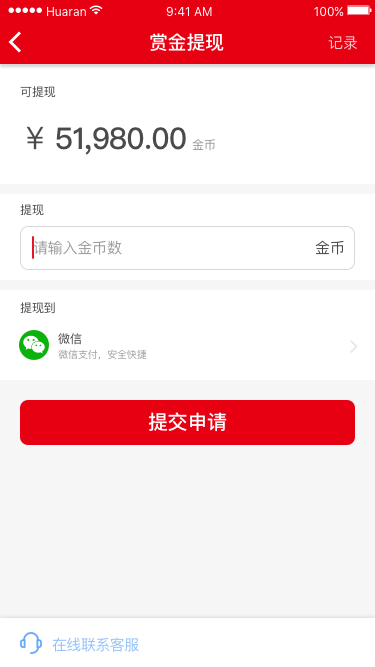 Huaran 9:41 AM 100%
赏金提现 记录
可提现
¥ 51,980.00 金币
提现
请输入金币数 金币
提现到
微信
微信支付，安全快捷
提交申请
在线联系客服